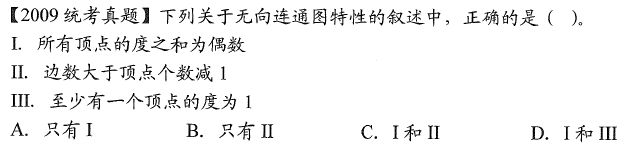 【2009 统考真题】下列关于无向连通图特性的叙述中，正确的是（　）。
I. 所有顶点的度之和为偶数
II. 边数大于顶点个数减 1
III. 至少有一个顶点的度为 1
A. 只有 I　B. 只有 II　C. I 和 II　D. I 和 III